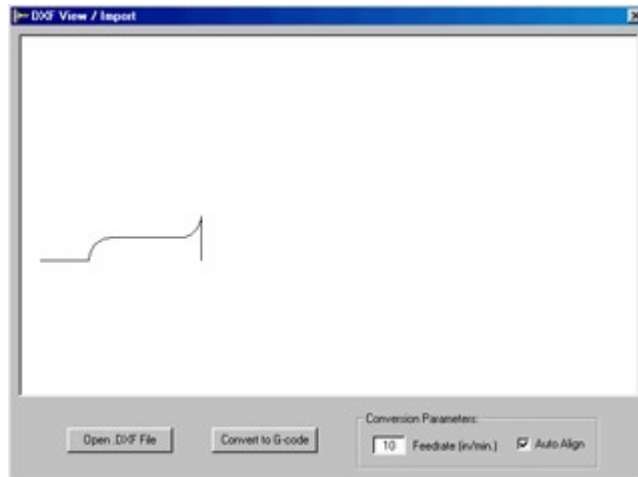 DXF View / Import
Conversion Parameters:
Open .DXF File
Convert to G-code
10 Feedrate (in/min.)
Auto Align